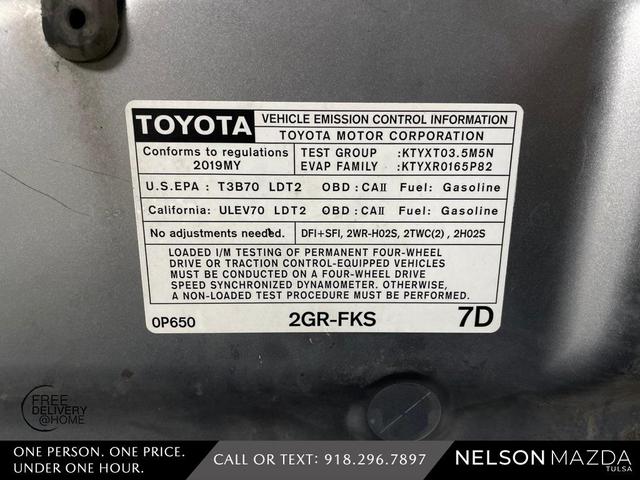 TOYOTA
VEHICLE EMISSION CONTROL INFORMATION
TOYOTA MOTOR CORPORATION
Conforms to regulations
2019MY
TEST GROUP :KTYXT03.5M5N
EVAP FAMILY :KTYXR0165P82
U.S.EPA : T3B70 LDT2 OBD : CAII Fuel: Gasoline
California: ULEV70 LDT2 OBD : CAII Fuel: Gasoline
No adjustments needed.
DFI+SFI, 2WR-HO2S, 2TWC(2) , 2HO2S
LOADED I/M TESTING OF PERMANENT FOUR-WHEEL
DRIVE OR TRACTION CONTROL-EQUIPPED VEHICLES
MUST BE CONDUCTED ON A FOUR-WHEEL DRIVE
SPEED SYNCHRONIZED DYNAMOMETER. OTHERWISE,
A NON-LOADED TEST PROCEDURE MUST BE PERFORMED.
0P650
2GR-FKS
7D
FREE
DELIVERY
@HOME
ONE PERSON. ONE PRICE.
UNDER ONE HOUR.
CALL OR TEXT: 918.296.7897
NELSON MAZDA
TULSA